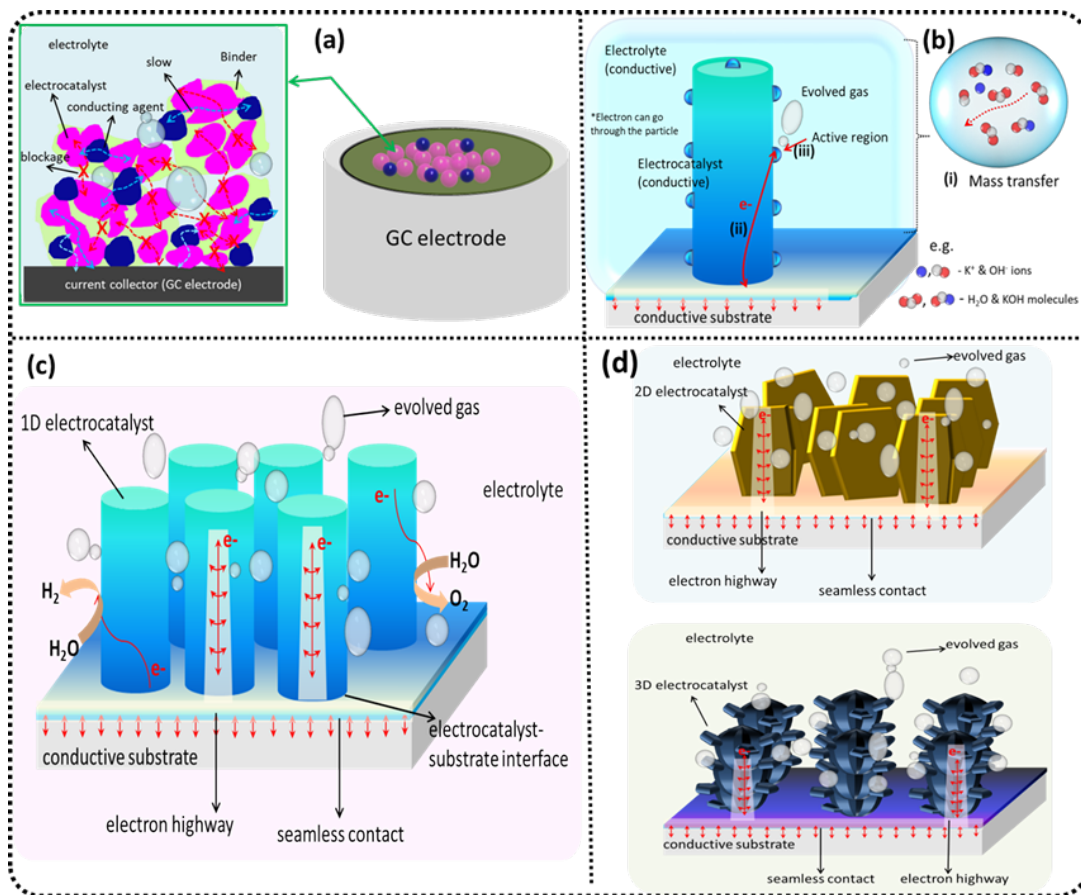 (a)
electrolyte
slow
Binder
electrocatalyst
conducting agent
blockage
X
X
X
X
X
X
current collector (GC electrode)
GC electrode
(b)
Electrolyte
(conductive)
*Electron can go
through the particle
Evolved gas
Active region
(iii)
Electrocatalyst
(conductive)
e-
(ii)
conductive substrate
(i) Mass transfer
e.g.
, - K⁺ & OH⁻ ions
, - H₂O & KOH molecules
(c)
1D electrocatalyst
evolved gas
electrolyte
e-
e-
e-
H₂O
O₂
H₂
H₂O
e-
conductive substrate
electrocatalyst-
substrate interface
electron highway
seamless contact
(d)
electrolyte
evolved gas
2D electrocatalyst
e-
e-
conductive substrate
electron highway
seamless contact
electrolyte
evolved gas
3D electrocatalyst
e-
e-
conductive substrate
seamless contact
electron highway